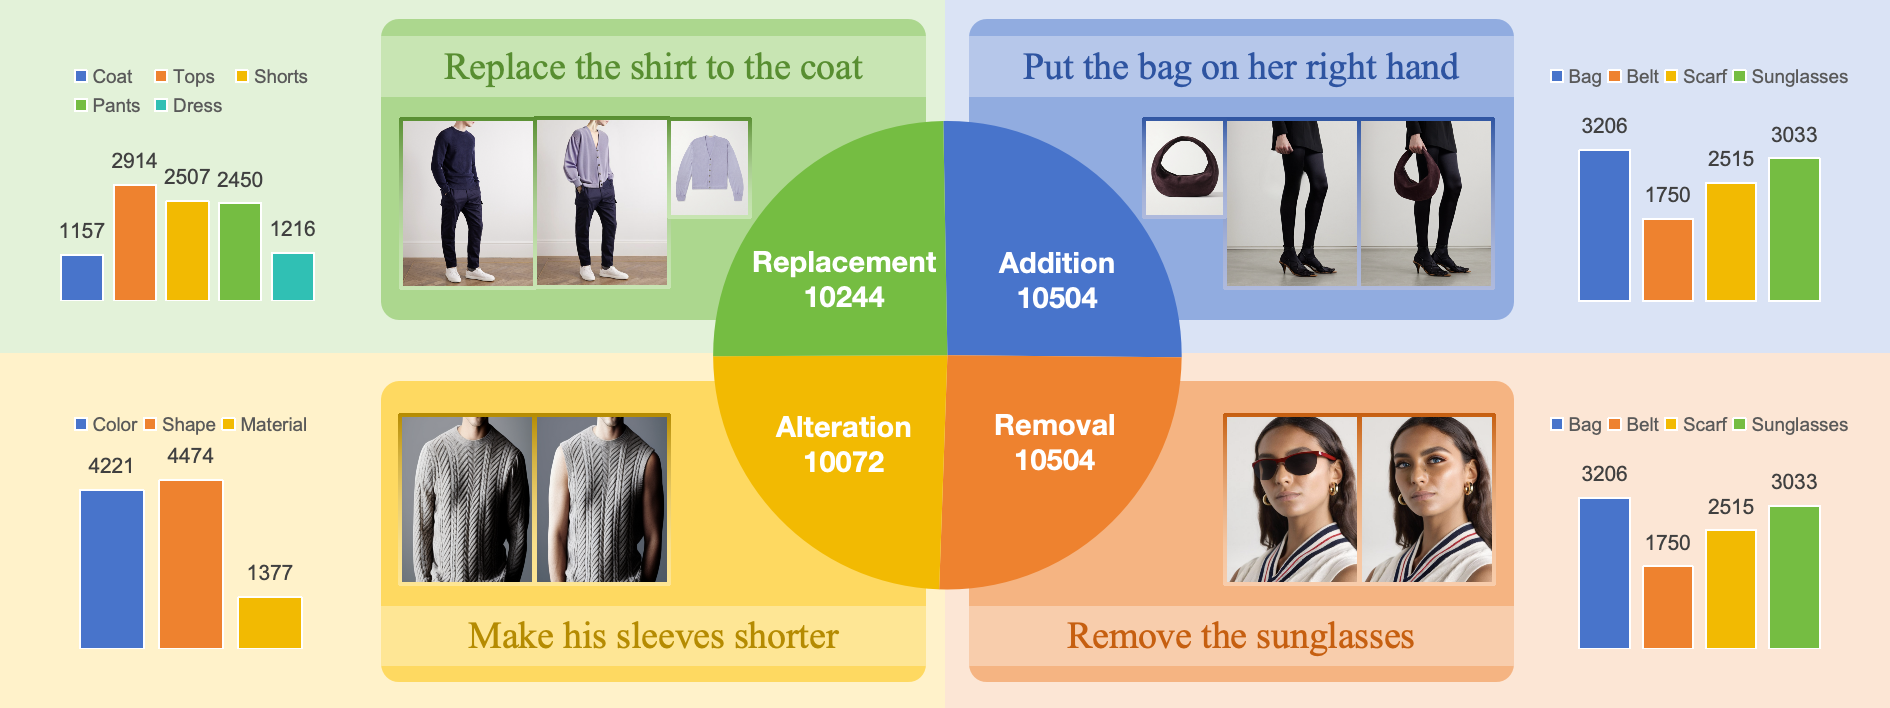 Replace the shirt to the coat
Coat Tops Shorts
Pants Dress
1157 2914 2507 2450 1216
Replacement
10244
Put the bag on her right hand
Bag Belt Scarf Sunglasses
3206 1750 2515 3033
Addition
10504
Color Shape Material
4221 4474 1377
Alteration
10072
Make his sleeves shorter
Removal
10504
Remove the sunglasses
Bag Belt Scarf Sunglasses
3206 1750 2515 3033